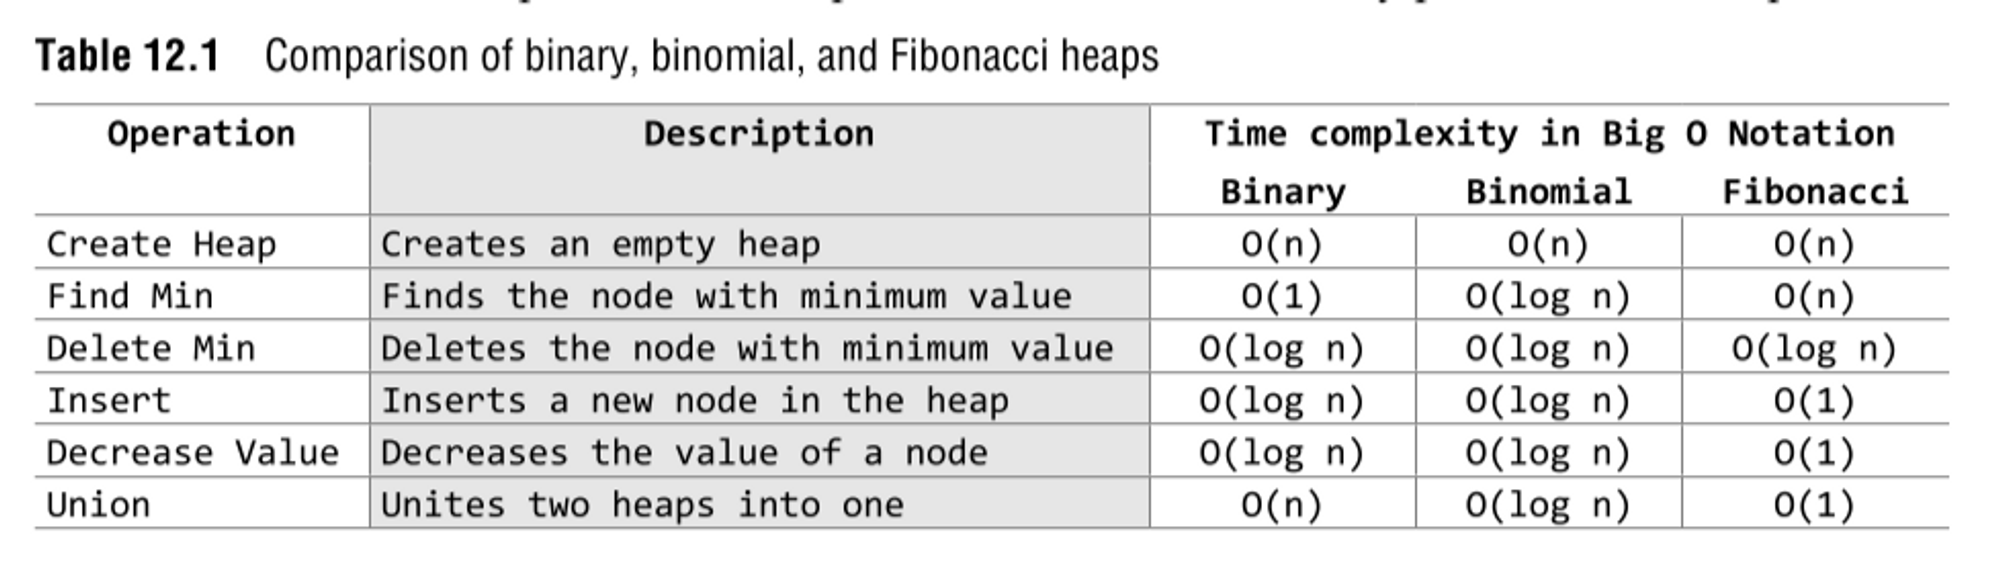 Table 12.1 Comparison of binary, binomial, and Fibonacci heaps
Operation Description Time complexity in Big O Notation
Binary Binomial Fibonacci
Create Heap Creates an empty heap O(n) O(n) O(n)
Find Min Finds the node with minimum value O(1) O(log n) O(n)
Delete Min Deletes the node with minimum value O(log n) O(log n) O(log n)
Insert Inserts a new node in the heap O(log n) O(log n) O(1)
Decrease Value Decreases the value of a node O(log n) O(log n) O(1)
Union Unites two heaps into one O(n) O(log n) O(1)